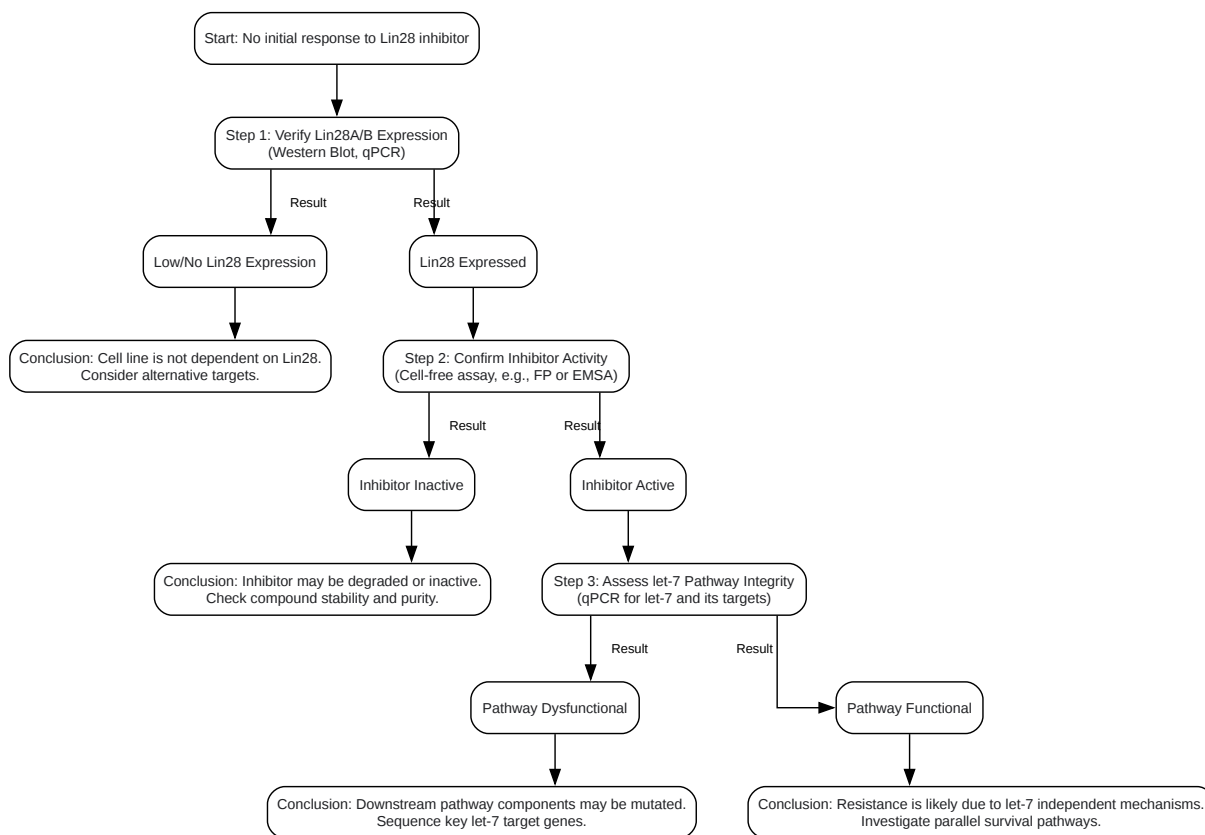 Start: No initial response to Lin28 inhibitor
Step 1: Verify Lin28A/B Expression
(Western Blot, qPCR)
Result
Result
Low/No Lin28 Expression
Lin28 Expressed
Conclusion: Cell line is not dependent on Lin28.
Consider alternative targets.
Step 2: Confirm Inhibitor Activity
(Cell-free assay, e.g., FP or EMSA)
Result
Result
Inhibitor Inactive
Inhibitor Active
Conclusion: Inhibitor may be degraded or inactive.
Check compound stability and purity.
Step 3: Assess let-7 Pathway Integrity
(qPCR for let-7 and its targets)
Result
Result
Pathway Dysfunctional
Pathway Functional
Conclusion: Downstream pathway components may be mutated.
Sequence key let-7 target genes.
Conclusion: Resistance is likely due to let-7 independent mechanisms.
Investigate parallel survival pathways.